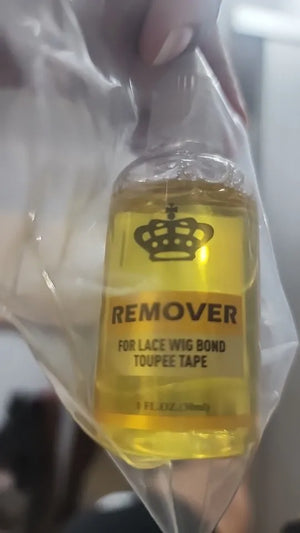 REMOVER
FOR LACE WIG BOND
TOUPEE TAPE
1 FL.OZ.(30ml)